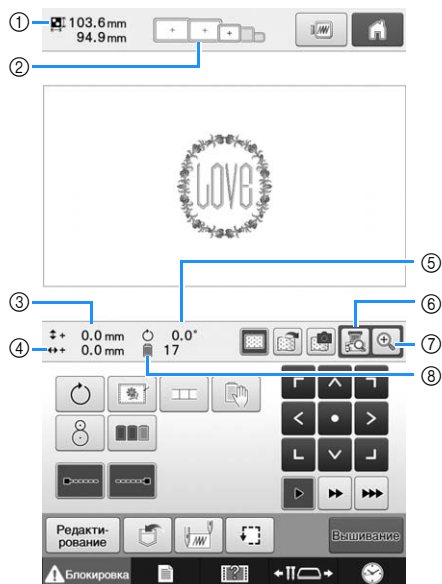 ① 103.6 mm
94.9 mm
②
LOVE
⑤
③
⑥
0.0 mm 0.0°
④ 0.0 mm 17
⑦
⑧
Редакти-
рование
Вышивание
Блокировка